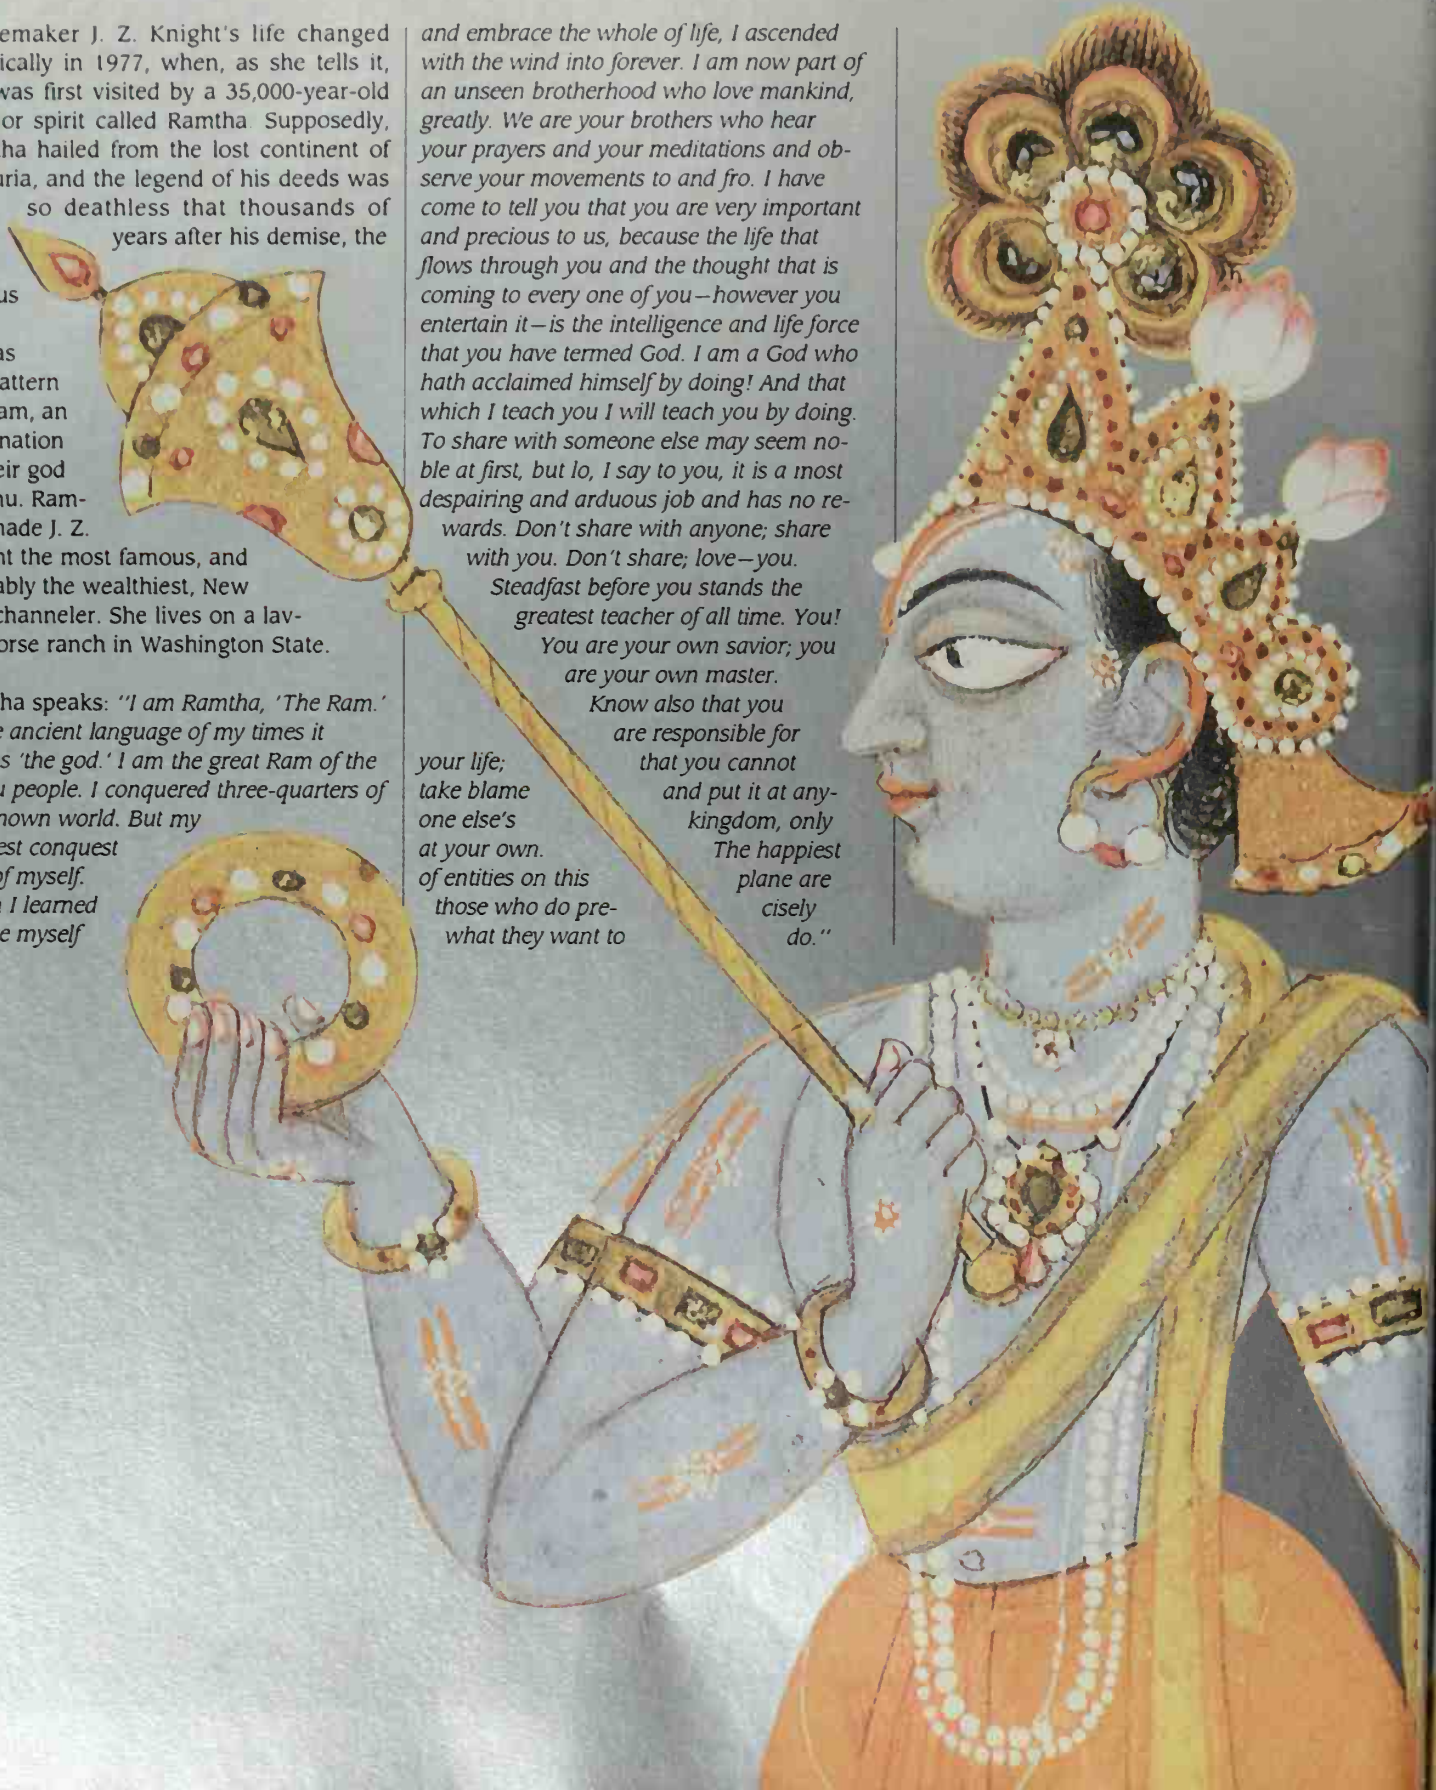 emaker J. Z. Knight's life changed
ically in 1977, when, as she tells it,
was first visited by a 35,000-year-old
or spirit called Ramtha. Supposedly,
ha hailed from the lost continent of
uria, and the legend of his deeds was
so deathless that thousands of
years after his demise, the
us
as
attern
am, an
nation
eir god
nu. Ram-
nade J. Z.
nt the most famous, and
ably the wealthiest, New
channeler. She lives on a lav-
orse ranch in Washington State.
ha speaks: "I am Ramtha, 'The Ram.'
e ancient language of my times it
s 'the god.' I am the great Ram of the
u people. I conquered three-quarters of
nown world. But my
est conquest
of myself.
I learned
e myself
and embrace the whole of life, I ascended
with the wind into forever. I am now part of
an unseen brotherhood who love mankind,
greatly. We are your brothers who hear
your prayers and your meditations and ob-
serve your movements to and fro. I have
come to tell you that you are very important
and precious to us, because the life that
flows through you and the thought that is
coming to every one of you—however you
entertain it—is the intelligence and life force
that you have termed God. I am a God who
hath acclaimed himself by doing! And that
which I teach you I will teach you by doing.
To share with someone else may seem no-
ble at first, but lo, I say to you, it is a most
despairing and arduous job and has no re-
wards. Don't share with anyone; share
with you. Don't share; love—you.
Steadfast before you stands the
greatest teacher of all time. You!
You are your own savior; you
are your own master.
Know also that you
are responsible for
your life; that you cannot
take blame and put it at any-
one else's kingdom, only
at your own. The happiest
of entities on this plane are
those who do pre- cisely
what they want to do."